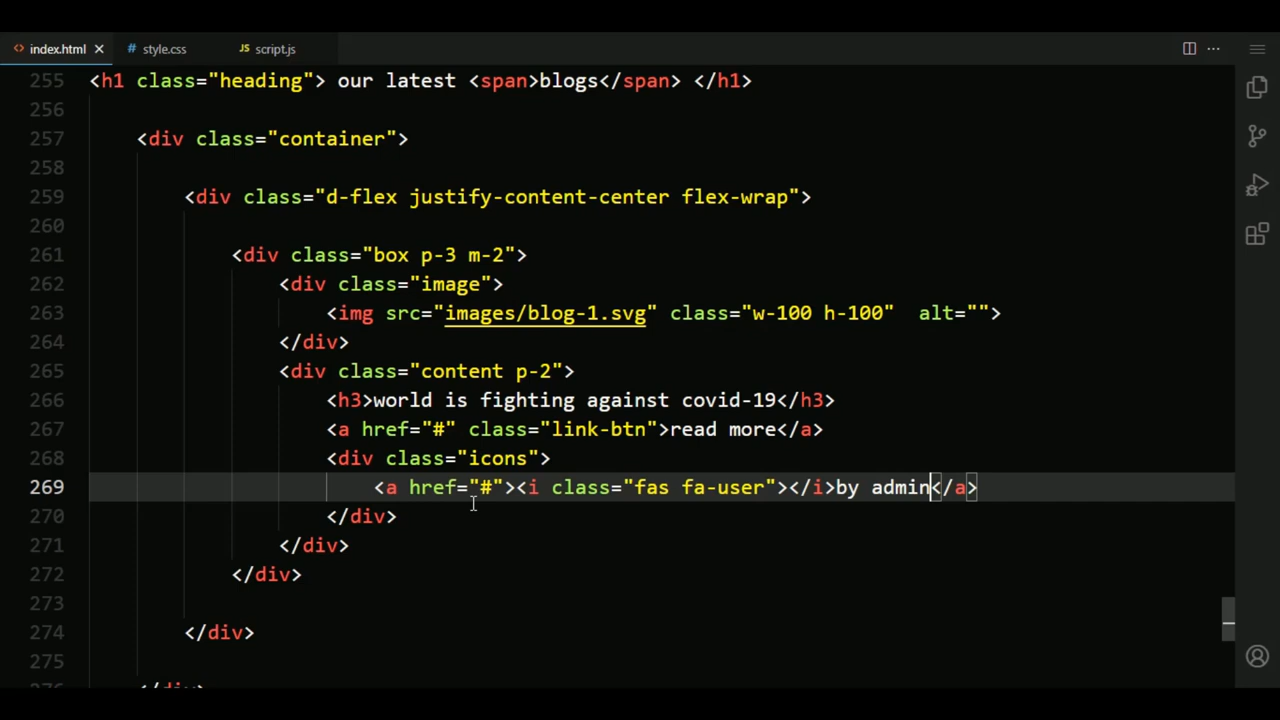 index.html style.css JS script.js
255 <h1 class="heading"> our latest <span>blogs</span> </h1>
256
257 <div class="container">
258
259 <div class="d-flex justify-content-center flex-wrap">
260
261 <div class="box p-3 m-2">
262 <div class="image">
263 <img src="images/blog-1.svg" class="w-100 h-100"  alt="">
264 </div>
265 <div class="content p-2">
266 <h3>world is fighting against covid-19</h3>
267 <a href="#" class="link-btn">read more</a>
268 <div class="icons">
269 <a href="#"><i class="fas fa-user"></i>by admin</a>
270 </div>
271 </div>
272 </div>
273
274 </div>
275
276 </div>